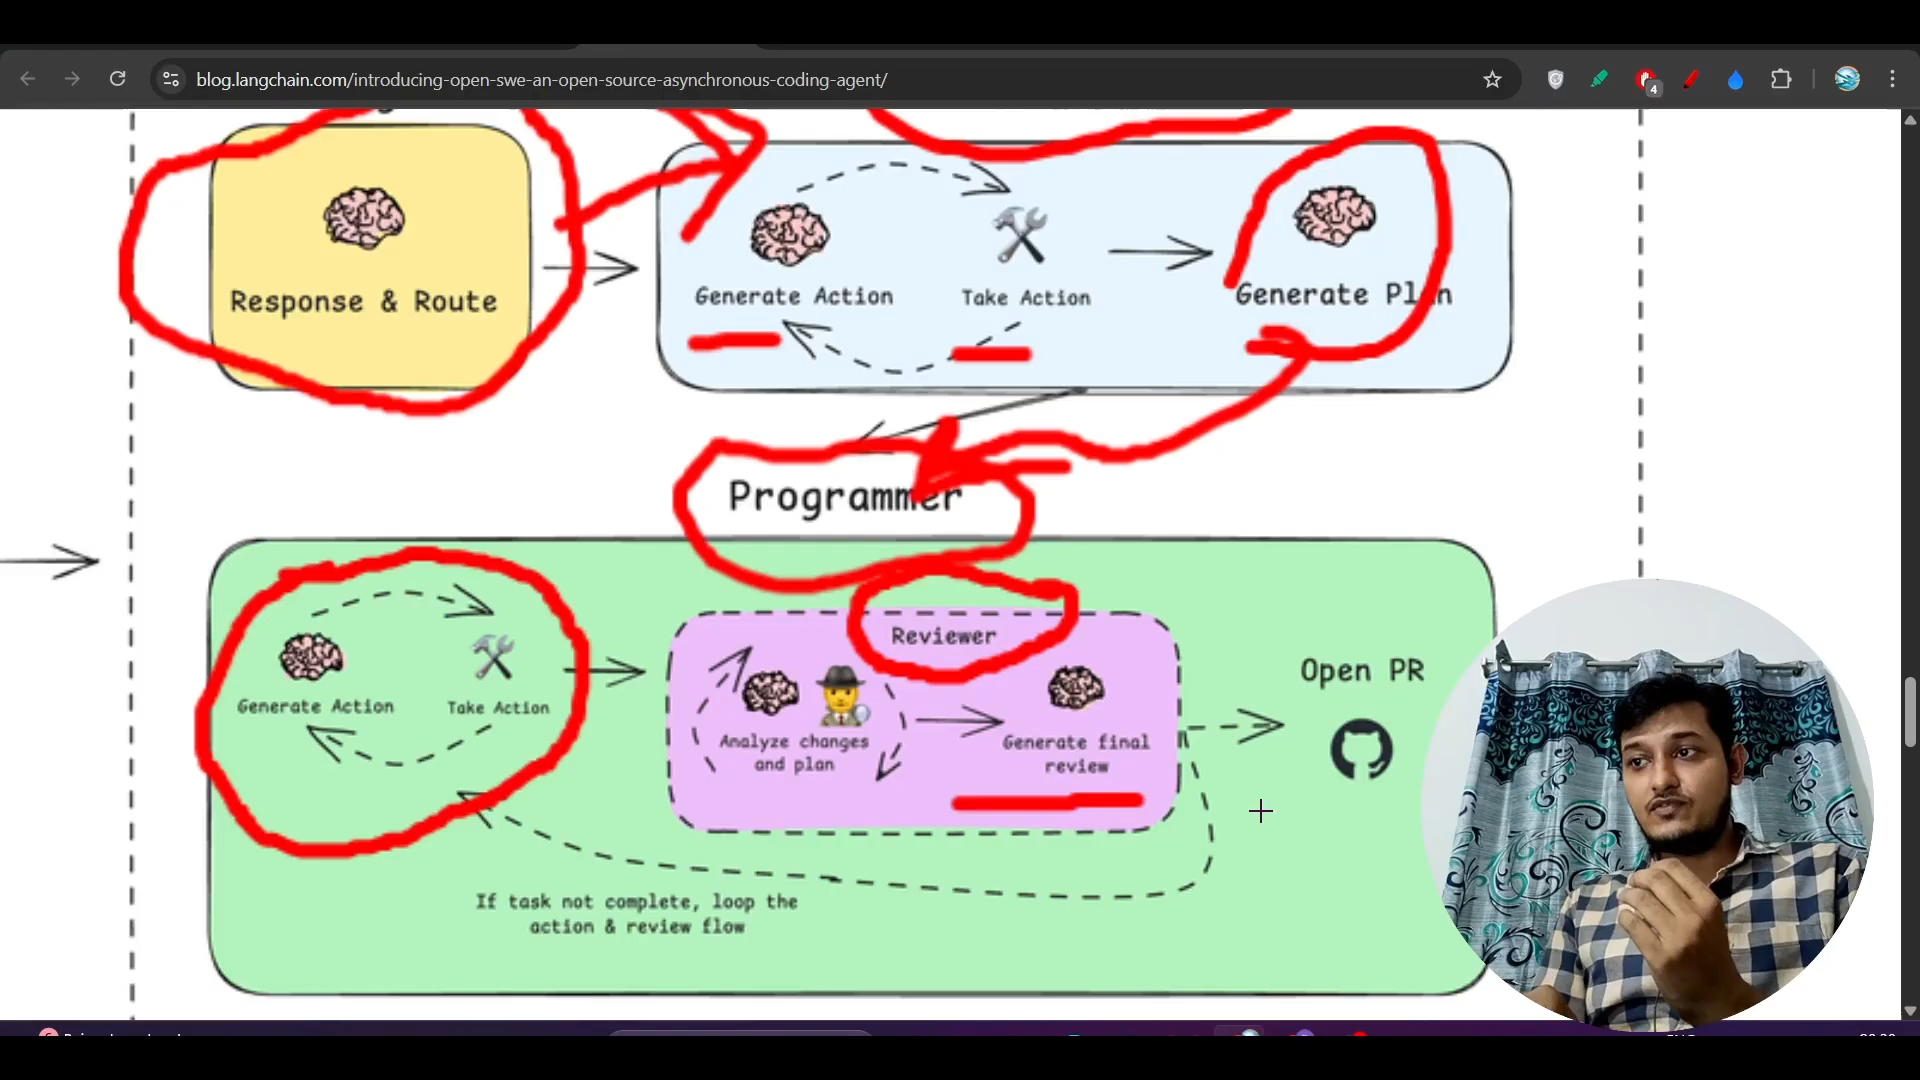 blog.langchain.com/introducing-open-swe-an-open-source-asynchronous-coding-agent/
4
Response & Route
Generate Action
Take Action
Generate Plan
Programmer
Reviewer
Generate Action
Take Action
Analyze changes
and plan
Generate final
review
Open PR
If task not complete, loop the
action & review flow